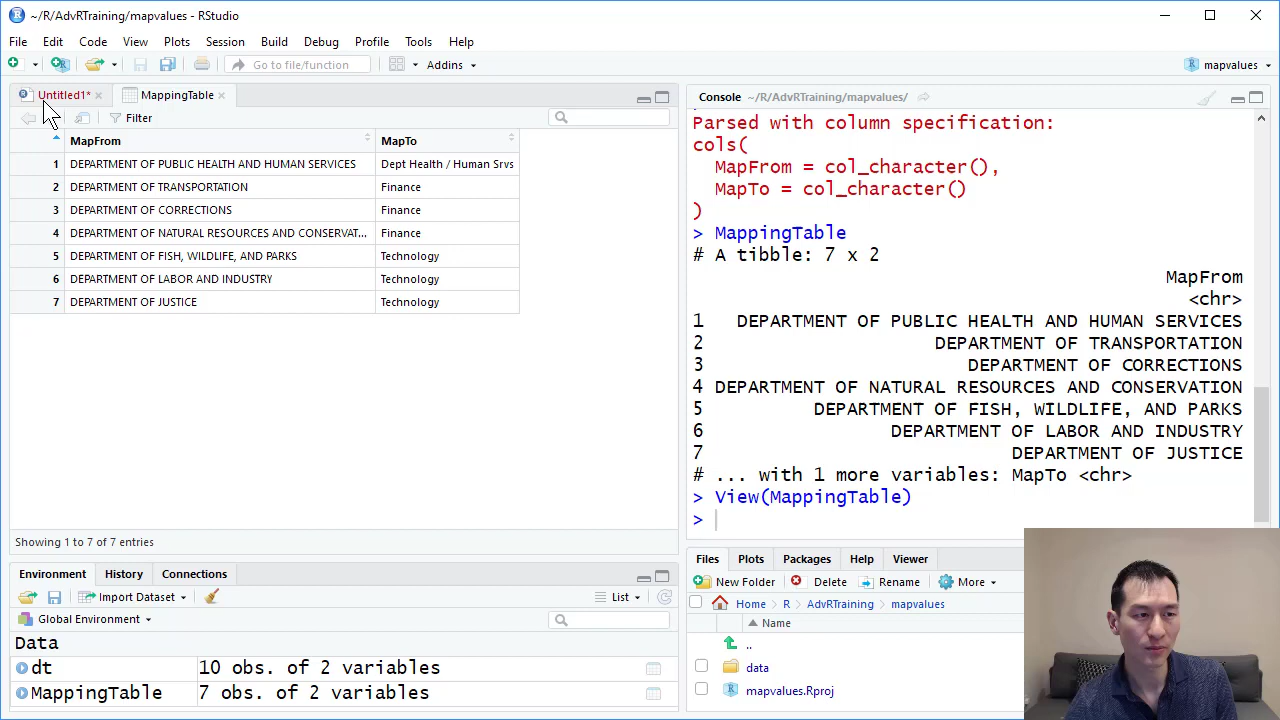 ~/R/AdvRTraining/mapvalues - RStudio
File Edit Code View Plots Session Build Debug Profile Tools Help
Go to file/function Addins mapvalues
Untitled1* MappingTable
Filter
MapFrom MapTo
1 DEPARTMENT OF PUBLIC HEALTH AND HUMAN SERVICES Dept Health / Human Srvs
2 DEPARTMENT OF TRANSPORTATION Finance
3 DEPARTMENT OF CORRECTIONS Finance
4 DEPARTMENT OF NATURAL RESOURCES AND CONSERVAT... Finance
5 DEPARTMENT OF FISH, WILDLIFE, AND PARKS Technology
6 DEPARTMENT OF LABOR AND INDUSTRY Technology
7 DEPARTMENT OF JUSTICE Technology
Showing 1 to 7 of 7 entries
Environment History Connections
Import Dataset List
Global Environment
Data
dt 10 obs. of 2 variables
MappingTable 7 obs. of 2 variables
Console ~/R/AdvRTraining/mapvalues/
Parsed with column specification:
cols(
MapFrom = col_character(),
MapTo = col_character()
)
> MappingTable
# A tibble: 7 x 2
MapFrom
<chr>
1 DEPARTMENT OF PUBLIC HEALTH AND HUMAN SERVICES
2 DEPARTMENT OF TRANSPORTATION
3 DEPARTMENT OF CORRECTIONS
4 DEPARTMENT OF NATURAL RESOURCES AND CONSERVATION
5 DEPARTMENT OF FISH, WILDLIFE, AND PARKS
6 DEPARTMENT OF LABOR AND INDUSTRY
7 DEPARTMENT OF JUSTICE
# ... with 1 more variables: MapTo <chr>
> View(MappingTable)
>
Files Plots Packages Help Viewer
New Folder Delete Rename More
Home R AdvRTraining mapvalues
Name
..
data
mapvalues.Rproj